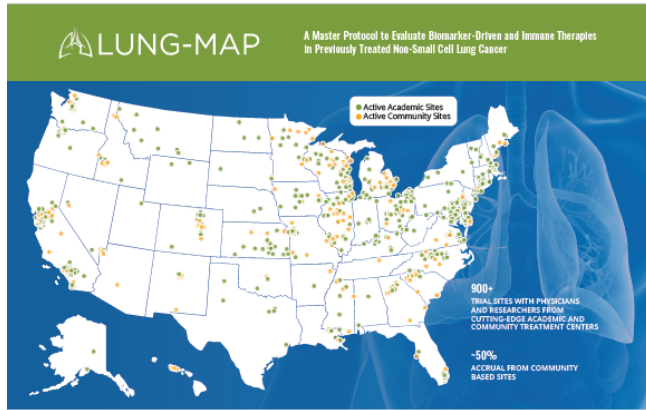 LUNG-MAP
A Master Protocol to Evaluate Biomarker-Driven and Immune Therapies
in Previously Treated Non-Small Cell Lung Cancer
Active Academic Sites
Active Community Sites
900+
TRIAL SITES WITH PHYSICIANS
AND RESEARCHERS FROM
CUTTING-EDGE ACADEMIC AND
COMMUNITY TREATMENT CENTERS
~50%
ACCRUAL FROM COMMUNITY
BASED SITES